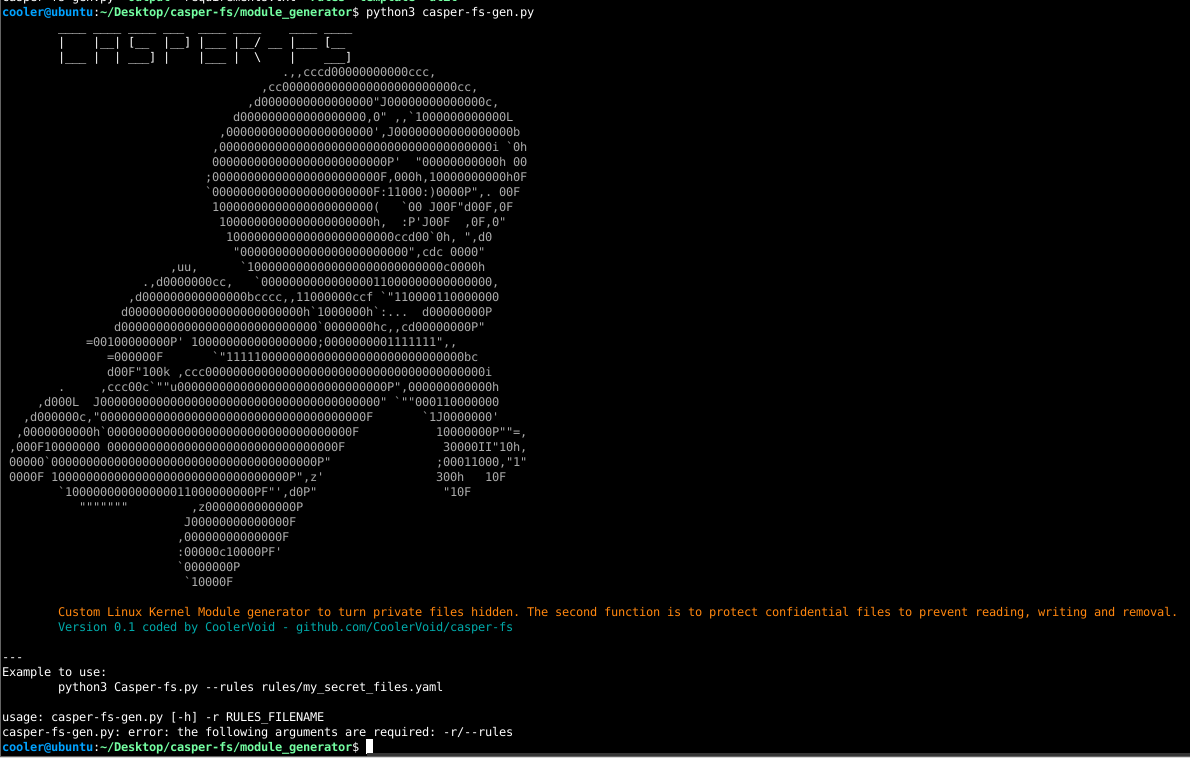 cooler@ubuntu:~/Desktop/casper-fs/module_generator$ python3 casper-fs-gen.py
CASPER-FS
Custom Linux Kernel Module generator to turn private files hidden. The second function is to protect confidential files to prevent reading, writing and removal.
Version 0.1 coded by CoolerVoid - github.com/CoolerVoid/casper-fs
---
Example to use:
python3 Casper-fs.py --rules rules/my_secret_files.yaml
usage: casper-fs-gen.py [-h] -r RULES_FILENAME
casper-fs-gen.py: error: the following arguments are required: -r/--rules
cooler@ubuntu:~/Desktop/casper-fs/module_generator$